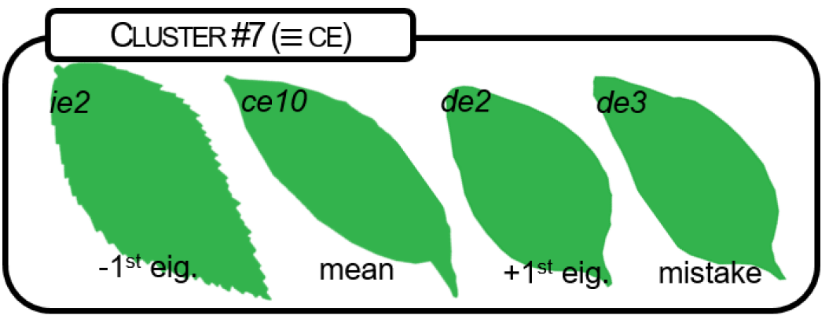 CLUSTER #7 (≡ CE)
ie2 ce10 de2 de3
-1st eig. mean +1st eig. mistake